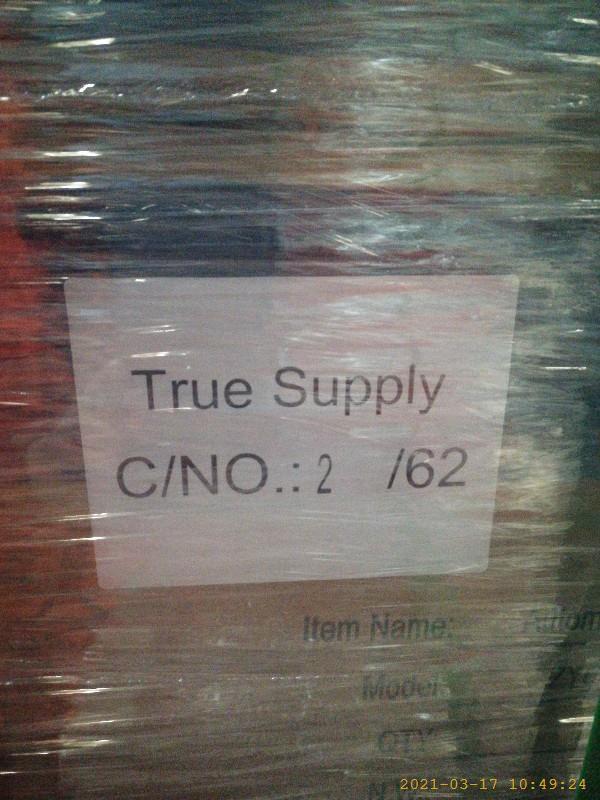 True Supply
C/NO.: 2 /62
Item Name:
Model
QTY
2021-03-17 10:49:24